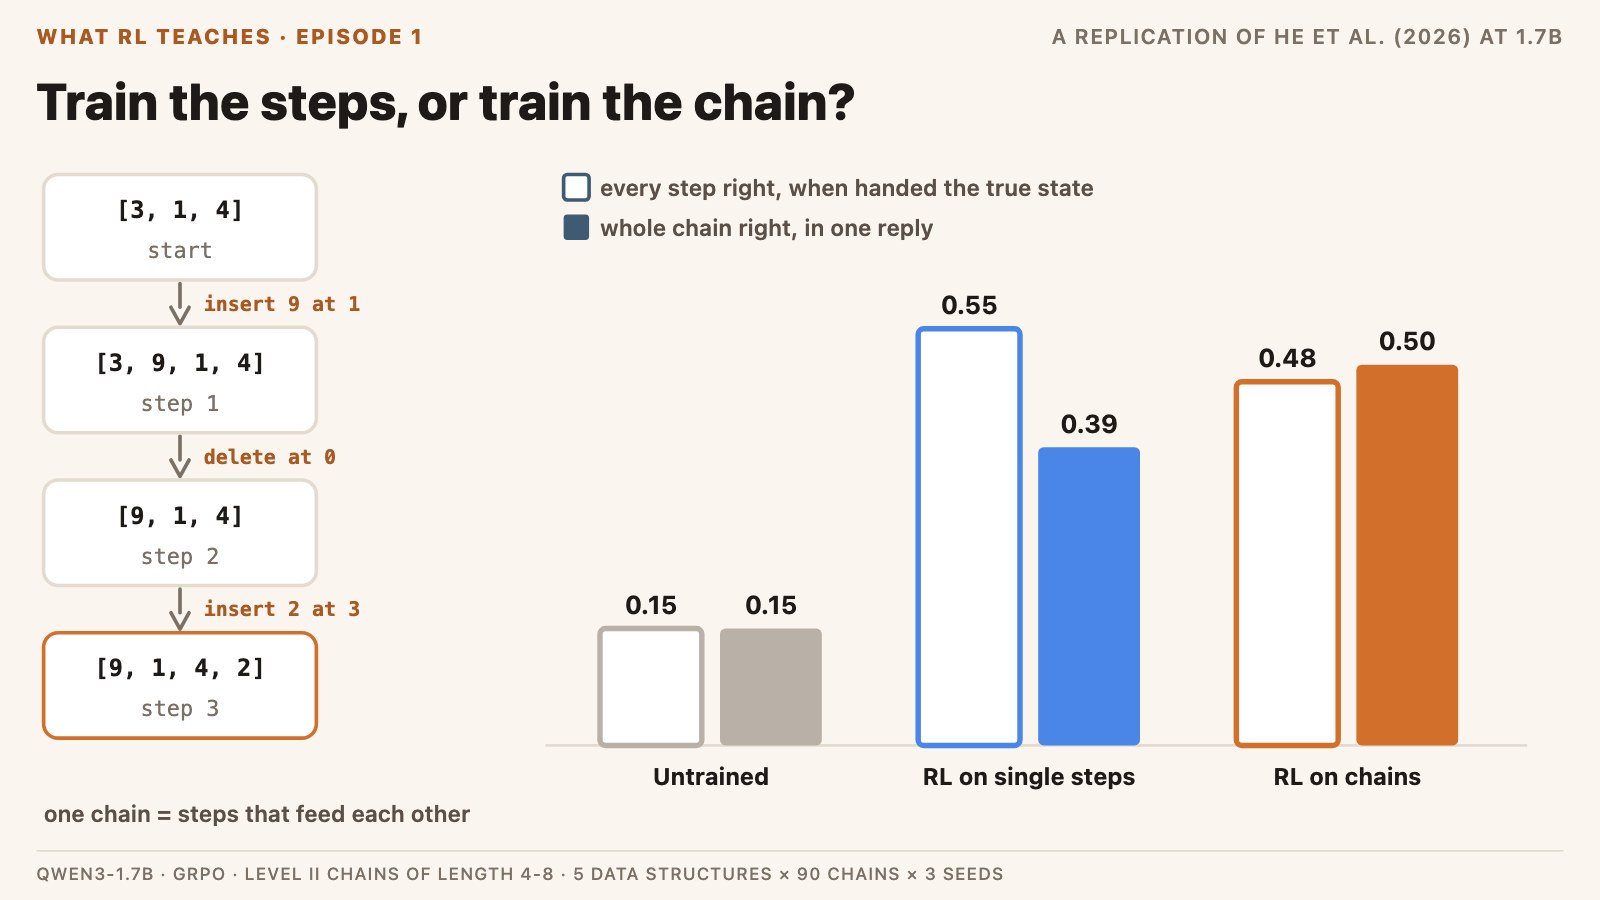 WHAT RL TEACHES · EPISODE 1
A REPLICATION OF HE ET AL. (2026) AT 1.7B
Train the steps, or train the chain?
[3, 1, 4]
start
insert 9 at 1
[3, 9, 1, 4]
step 1
delete at 0
[9, 1, 4]
step 2
insert 2 at 3
[9, 1, 4, 2]
step 3
one chain = steps that feed each other
every step right, when handed the true state
whole chain right, in one reply
0.15
0.15
Untrained
0.55
0.39
RL on single steps
0.48
0.50
RL on chains
QWEN3-1.7B · GRPO · LEVEL II CHAINS OF LENGTH 4-8 · 5 DATA STRUCTURES × 90 CHAINS × 3 SEEDS